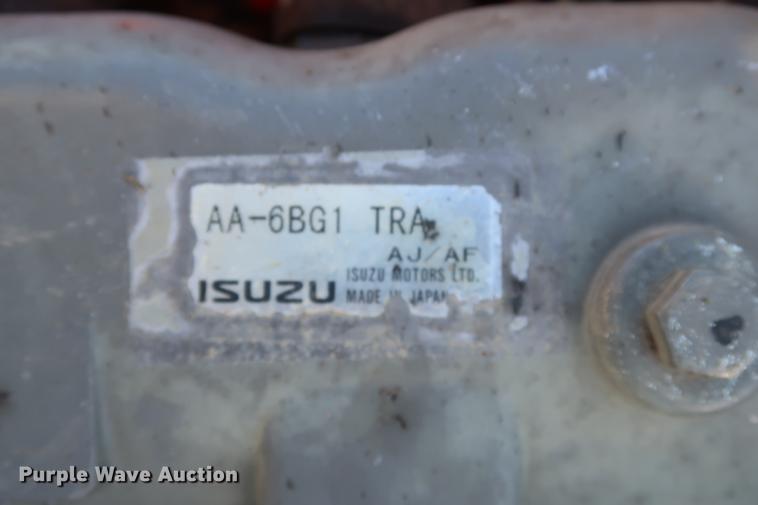 AA-6BG1 TRA
AJ/AF
ISUZU ISUZU MOTORS LTD.
MADE IN JAPAN
Purple Wave Auction